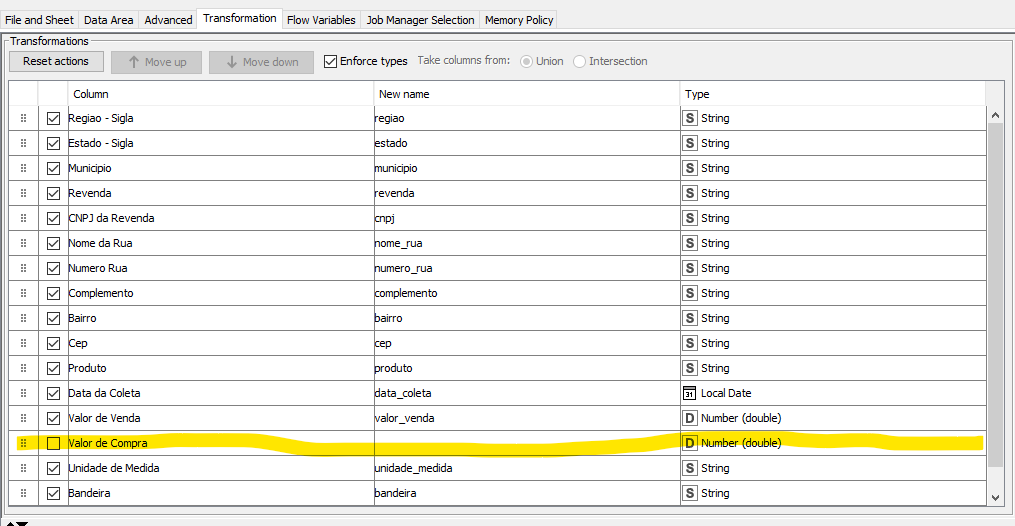 File and Sheet Data Area Advanced Transformation Flow Variables Job Manager Selection Memory Policy
Transformations
Reset actions Move up Move down Enforce types Take columns from: Union Intersection
Column New name Type
Regiao - Sigla regiao S String
Estado - Sigla estado S String
Municipio municipio S String
Revenda revenda S String
CNPJ da Revenda cnpj S String
Nome da Rua nome_rua S String
Numero Rua numero_rua S String
Complemento complemento S String
Bairro bairro S String
Cep cep S String
Produto produto S String
Data da Coleta data_coleta 31 Local Date
Valor de Venda valor_venda D Number (double)
Valor de Compra D Number (double)
Unidade de Medida unidade_medida S String
Bandeira bandeira S String